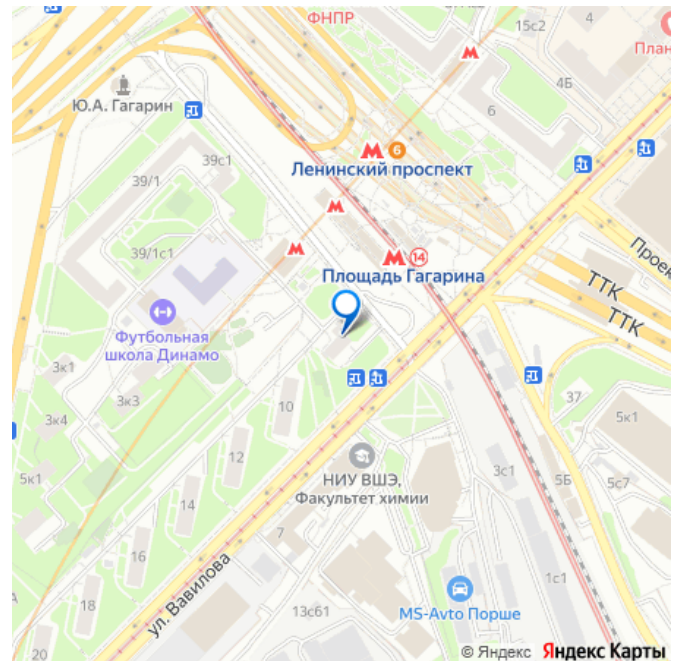 ФНПР
15с2
4
План
4Б
6
Ю.А. Гагарин
39с1
6
Ленинский проспект
39/1
Проек
39/1с1
14
Площадь Гагарина
ТТК
ТТК
Футбольная
школа Динамо
3к1
3к3
10
37
3к4
5к1
12
НИУ ВШЭ,
Факультет химии
5к1
3с1
5Б
5с7
14
7
16
ул. Вавилова
1с1
18
13с61
MS-Avto Порше
20
© Яндекс Яндекс Карты